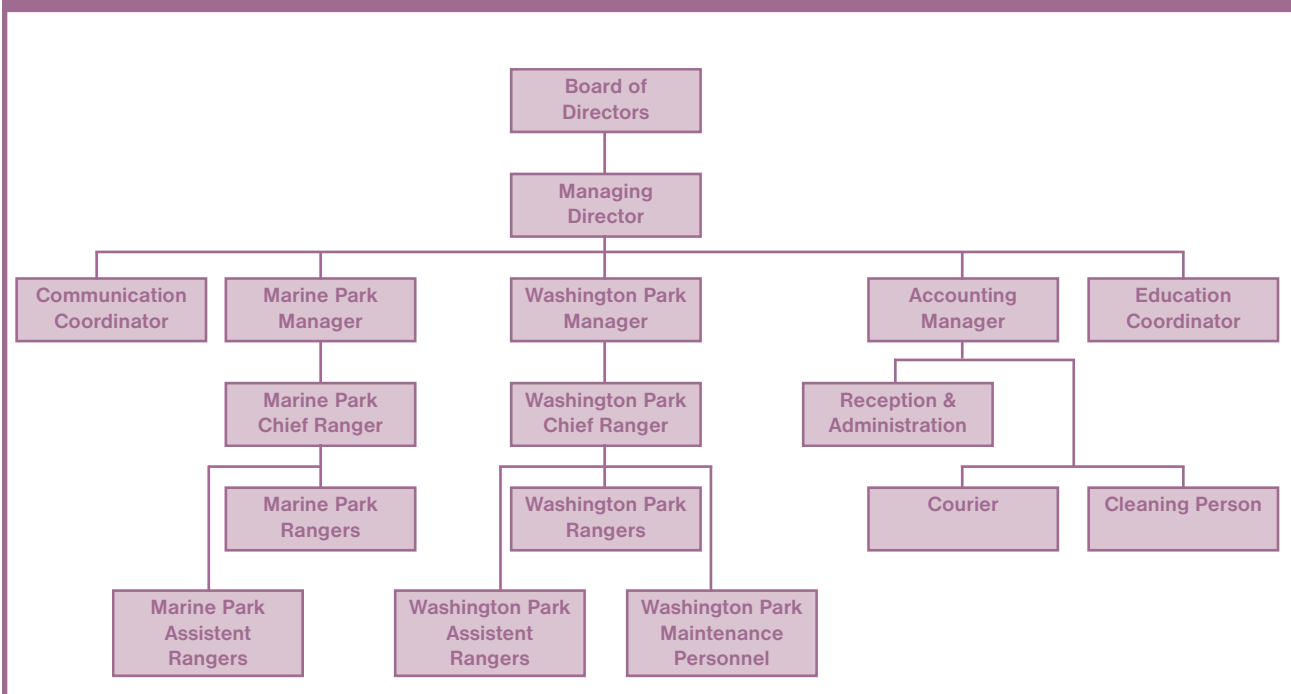 Board of
Directors
Managing
Director
Communication
Coordinator
Marine Park
Manager
Washington Park
Manager
Accounting
Manager
Education
Coordinator
Marine Park
Chief Ranger
Washington Park
Chief Ranger
Reception &
Administration
Marine Park
Rangers
Washington Park
Rangers
Courier
Cleaning Person
Marine Park
Assistent
Rangers
Washington Park
Assistent
Rangers
Washington Park
Maintenance
Personnel